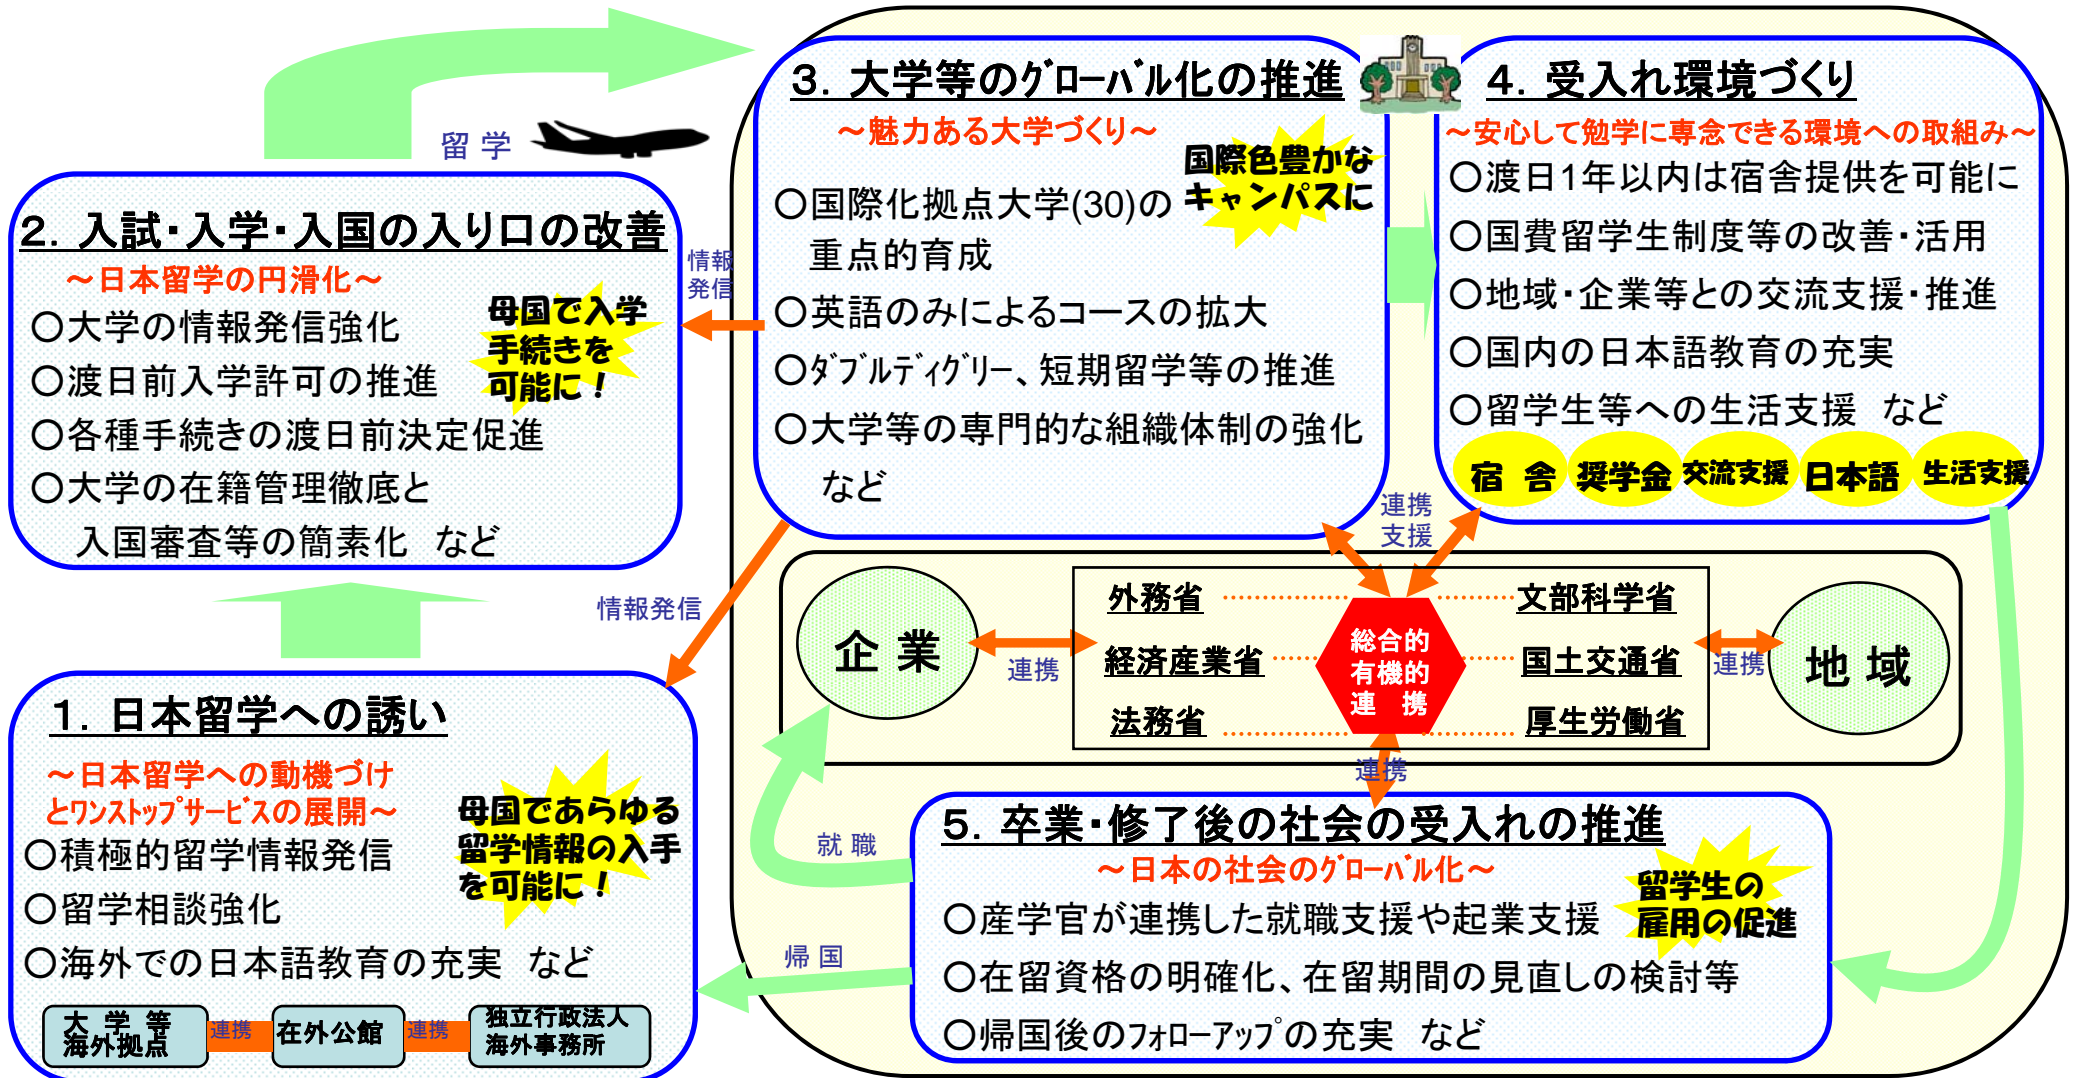 留 学
2．入試・入学・入国の入り口の改善
～日本留学の円滑化～
○大学の情報発信強化
○渡日前入学許可の推進
○各種手続きの渡日前決定促進
○大学の在籍管理徹底と
入国審査等の簡素化 など
母国で入学
手続きを
可能に！
情報
発信
3．大学等のｸﾞﾛｰﾊﾞﾙ化の推進
～魅力ある大学づくり～
国際色豊かな
キャンパスに
○国際化拠点大学(30)の
重点的育成
○英語のみによるコースの拡大
○ﾀﾞﾌﾞﾙﾃﾞｨｸﾞﾘｰ、短期留学等の推進
○大学等の専門的な組織体制の強化
など
4．受入れ環境づくり
～安心して勉学に専念できる環境への取組み～
○渡日1年以内は宿舎提供を可能に
○国費留学生制度等の改善・活用
○地域・企業等との交流支援・推進
○国内の日本語教育の充実
○留学生等への生活支援 など
宿 舎 奨学金 交流支援 日本語 生活支援
連携
支援
情報発信
企 業
連携
外務省
経済産業省
法務省
総合的
有機的
連 携
文部科学省
国土交通省
厚生労働省
連携
地 域
連携
1．日本留学への誘い
～日本留学への動機づけ
とﾜﾝｽﾄｯﾌﾟｻｰﾋﾞｽの展開～
○積極的留学情報発信
○留学相談強化
○海外での日本語教育の充実 など
母国であらゆる
留学情報の入手
を可能に！
大 学 等
海外拠点
連携
在外公館
連携
独立行政法人
海外事務所
就 職
帰 国
5．卒業・修了後の社会の受入れの推進
～日本の社会のｸﾞﾛｰﾊﾞﾙ化～
○産学官が連携した就職支援や起業支援
○在留資格の明確化、在留期間の見直しの検討等
○帰国後のﾌｫﾛｰｱｯﾌﾟの充実 など
留学生の
雇用の促進